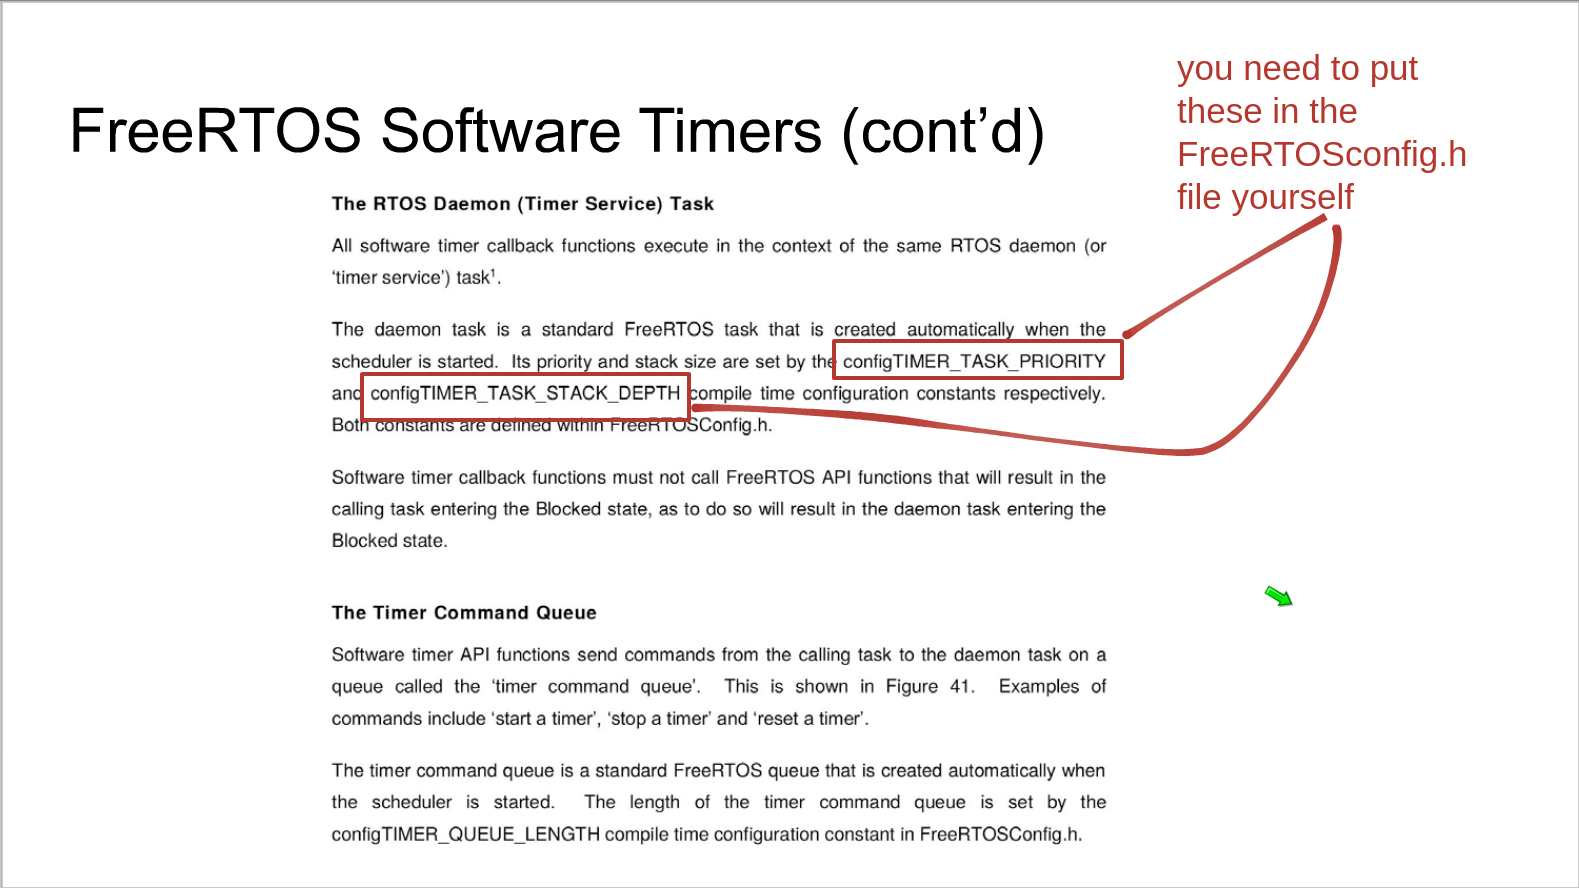 you need to put
these in the
FreeRTOSconfig.h
file yourself
FreeRTOS Software Timers (cont’d)
The RTOS Daemon (Timer Service) Task
All software timer callback functions execute in the context of the same RTOS daemon (or
‘timer service’) task¹.
The daemon task is a standard FreeRTOS task that is created automatically when the
scheduler is started. Its priority and stack size are set by the configTIMER_TASK_PRIORITY
and configTIMER_TASK_STACK_DEPTH compile time configuration constants respectively.
Both constants are defined within FreeRTOSConfig.h.
Software timer callback functions must not call FreeRTOS API functions that will result in the
calling task entering the Blocked state, as to do so will result in the daemon task entering the
Blocked state.
The Timer Command Queue
Software timer API functions send commands from the calling task to the daemon task on a
queue called the ‘timer command queue’. This is shown in Figure 41. Examples of
commands include ‘start a timer’, ‘stop a timer’ and ‘reset a timer’.
The timer command queue is a standard FreeRTOS queue that is created automatically when
the scheduler is started. The length of the timer command queue is set by the
configTIMER_QUEUE_LENGTH compile time configuration constant in FreeRTOSConfig.h.